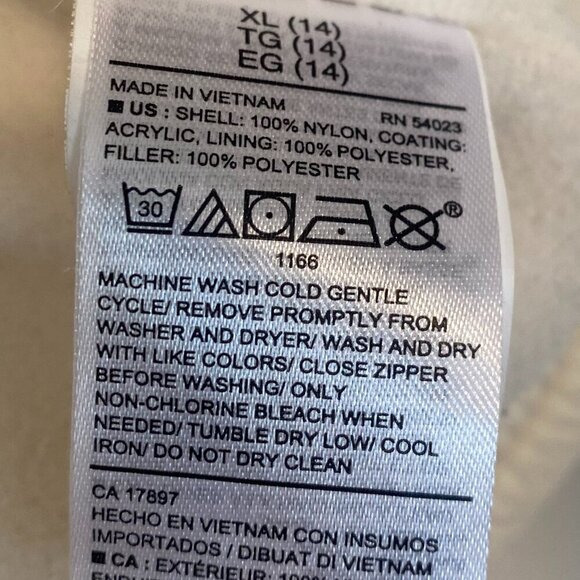 XL (14)
TG (14)
EG (14)
MADE IN VIETNAM RN 54023
US : SHELL: 100% NYLON, COATING:
ACRYLIC, LINING: 100% POLYESTER,
FILLER: 100% POLYESTER
30 ®
1166
MACHINE WASH COLD GENTLE
CYCLE/ REMOVE PROMPTLY FROM
WASHER AND DRYER/ WASH AND DRY
WITH LIKE COLORS/ CLOSE ZIPPER
BEFORE WASHING/ ONLY
NON-CHLORINE BLEACH WHEN
NEEDED/ TUMBLE DRY LOW/ COOL
IRON/ DO NOT DRY CLEAN
CA 17897
HECHO EN VIETNAM CON INSUMOS
IMPORTADOS / DIBUAT DI VIETNAM
CA : EXTÉRIEUR: 100%